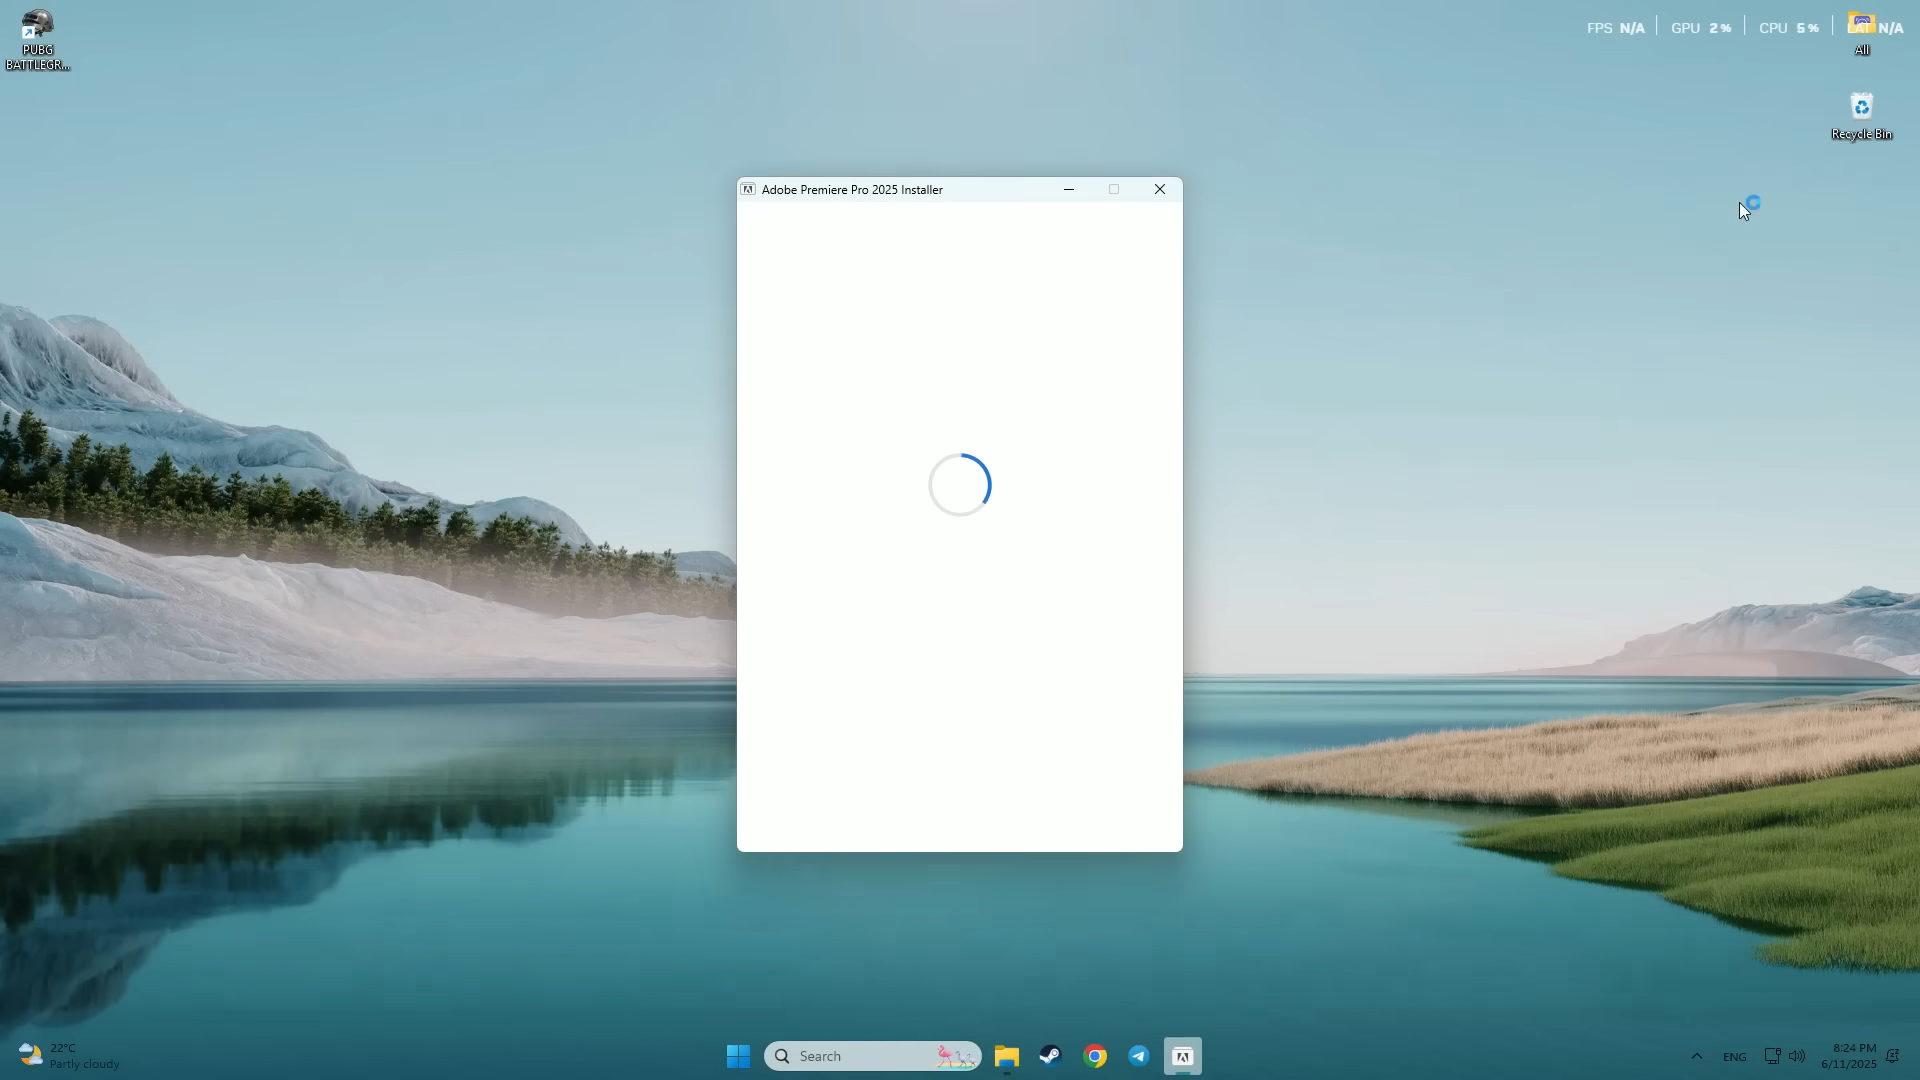 PUBG
BATTLEGR...
FPS N/A
GPU 2%
CPU 5%
N/A
All
Recycle Bin
Adobe Premiere Pro 2025 Installer
22°C
Partly cloudy
Search
ENG
8:24 PM
6/11/2025